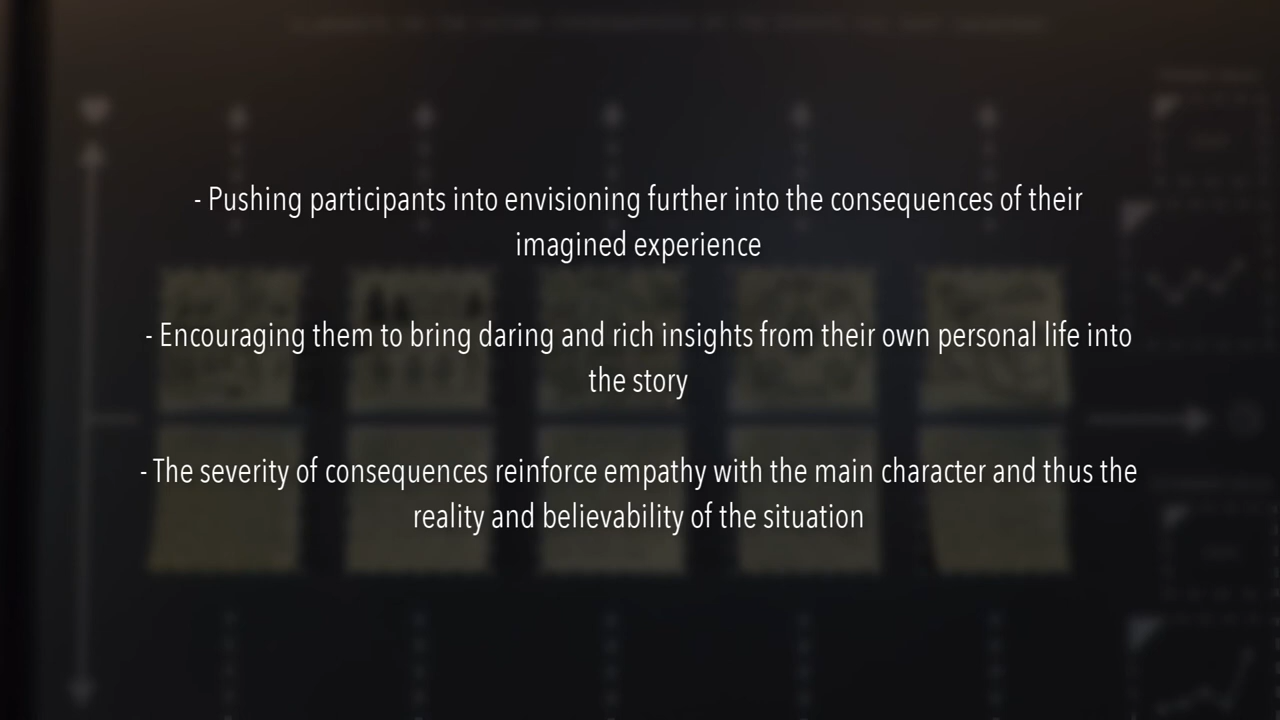 - Pushing participants into envisioning further into the consequences of their
imagined experience
- Encouraging them to bring daring and rich insights from their own personal life into
the story
- The severity of consequences reinforce empathy with the main character and thus the
reality and believability of the situation